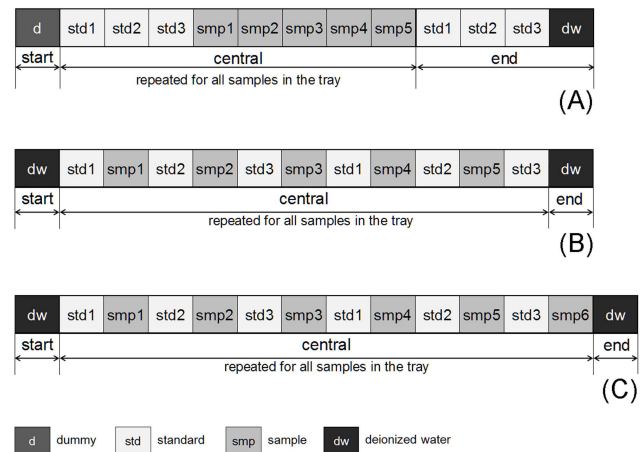 d std1 std2 std3 smp1 smp2 smp3 smp4 smp5 std1 std2 std3 dw
start central end
repeated for all samples in the tray
(A)
dw std1 smp1 std2 smp2 std3 smp3 std1 smp4 std2 smp5 std3 dw
start central end
repeated for all samples in the tray
(B)
dw std1 smp1 std2 smp2 std3 smp3 std1 smp4 std2 smp5 std3 smp6 dw
start central end
repeated for all samples in the tray
(C)
d dummy std standard smp sample dw deionized water